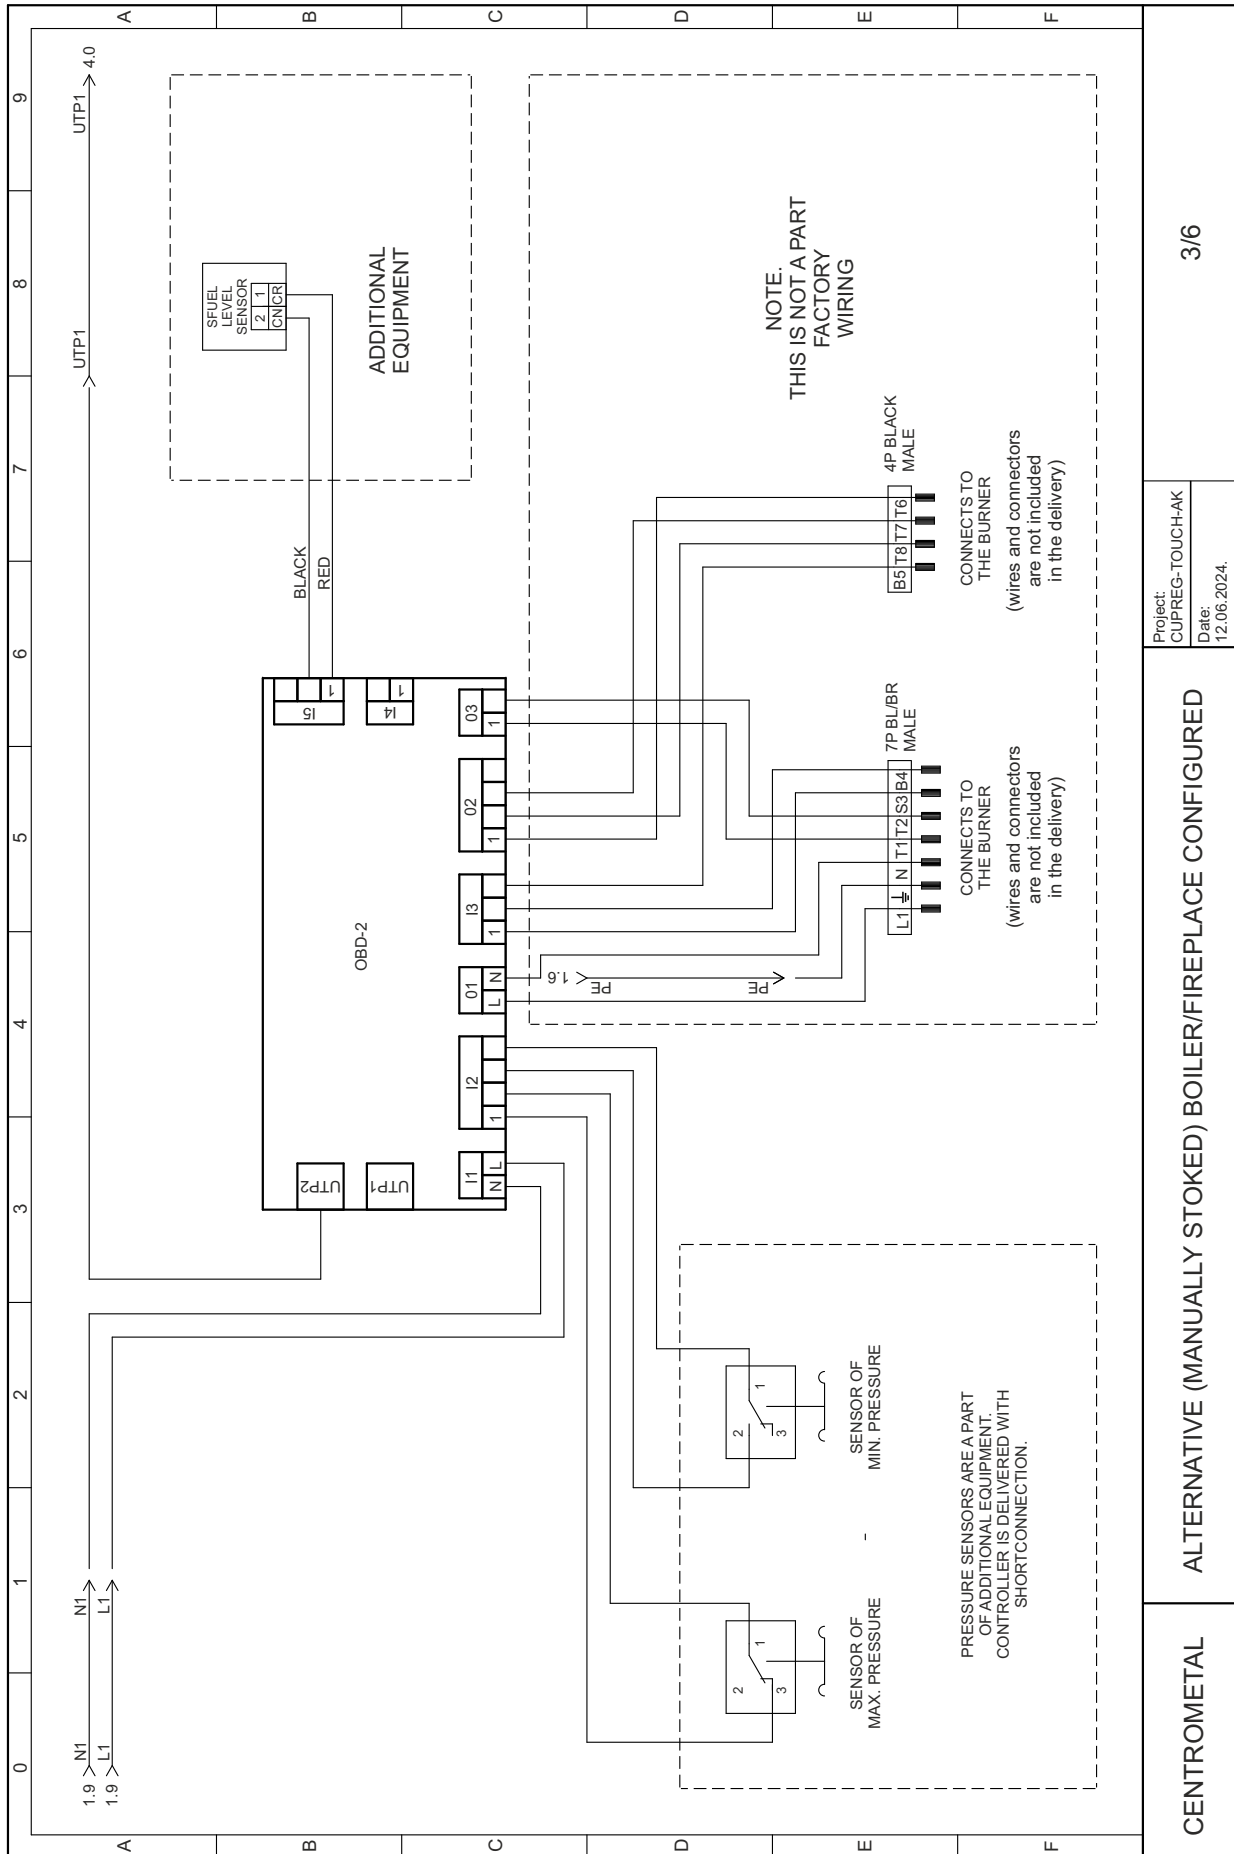 0 1 2 3 4 5 6 7 8 9
A
B
C
D
E
F
A
B
C
D
E
F
1.9 N1
N1
1.9 L1
L1
UTP1
UTP1 4.0
SFUEL
LEVEL
SENSOR
2 1
CN CR
ADDITIONAL
EQUIPMENT
BLACK
RED
OBD-2
UTP2
UTP1
I5
1
I4
1
I1
N L
I2
1
01
L N
I3
1
02
1
03
1
1.6
PE
PE
NOTE.
THIS IS NOT A PART
FACTORY
WIRING
7P BL/BR
MALE
L1 N T1 T2 S3 B4
CONNECTS TO
THE BURNER
(wires and connectors
are not included
in the delivery)
4P BLACK
MALE
B5 T8 T7 T6
CONNECTS TO
THE BURNER
(wires and connectors
are not included
in the delivery)
2 1
3
SENSOR OF
MAX. PRESSURE
-
2 1
3
SENSOR OF
MIN. PRESSURE
PRESSURE SENSORS ARE A PART
OF ADDITIONAL EQUIPMENT.
CONTROLLER IS DELIVERED WITH
SHORTCONNECTION.
CENTROMETAL
ALTERNATIVE (MANUALLY STOKED) BOILER/FIREPLACE CONFIGURED
Project:
CUPREG-TOUCH-AK
Date:
12.06.2024.
3/6